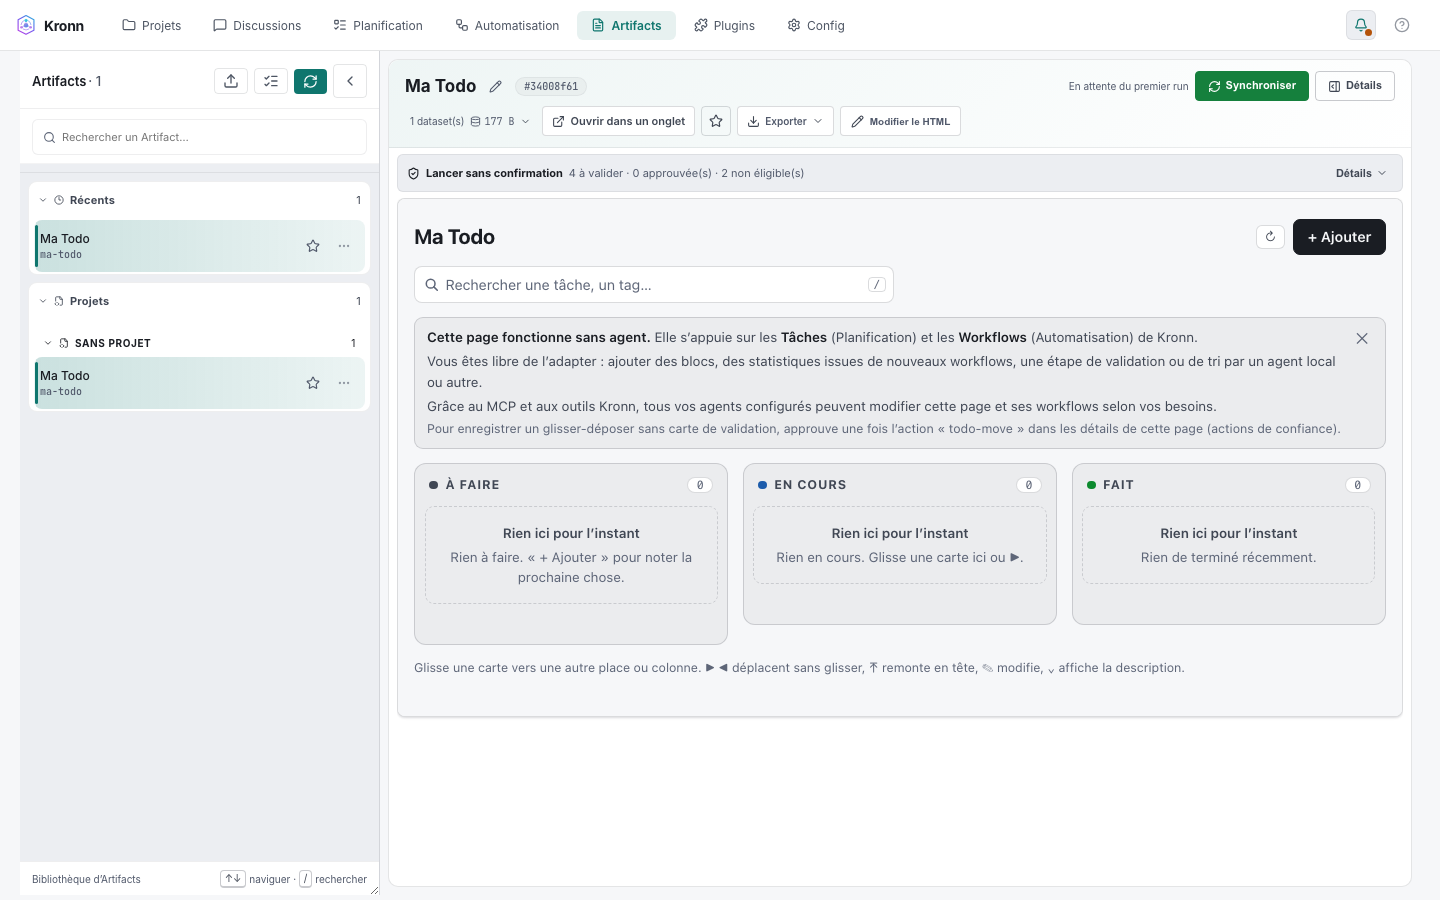 Kronn
Projets
Discussions
Planification
Automatisation
Artifacts
Plugins
Config
Artifacts · 1
Rechercher un Artifact...
Récents 1
Ma Todo
ma-todo
Projets 1
SANS PROJET 1
Ma Todo
ma-todo
Bibliothèque d'Artifacts
↑↓ naviguer · / rechercher
Ma Todo #34008f61
En attente du premier run
Synchroniser
Détails
1 dataset(s) 177 B
Ouvrir dans un onglet
Exporter
Modifier le HTML
Lancer sans confirmation 4 à valider · 0 approuvée(s) · 2 non éligible(s)
Détails
Ma Todo
+ Ajouter
Rechercher une tâche, un tag… /
Cette page fonctionne sans agent. Elle s’appuie sur les Tâches (Planification) et les Workflows (Automatisation) de Kronn.
Vous êtes libre de l’adapter : ajouter des blocs, des statistiques issues de nouveaux workflows, une étape de validation ou de tri par un agent local
ou autre.
Grâce au MCP et aux outils Kronn, tous vos agents configurés peuvent modifier cette page et ses workflows selon vos besoins.
Pour enregistrer un glisser-déposer sans carte de validation, approuve une fois l’action « todo-move » dans les détails de cette page (actions de confiance).
À FAIRE 0
Rien ici pour l’instant
Rien à faire. « + Ajouter » pour noter la
prochaine chose.
EN COURS 0
Rien ici pour l’instant
Rien en cours. Glisse une carte ici ou ▶.
FAIT 0
Rien ici pour l’instant
Rien de terminé récemment.
Glisse une carte vers une autre place ou colonne. ▶ ◀ déplacent sans glisser, ⤒ remonte en tête, ✎ modifie, ⌄ affiche la description.